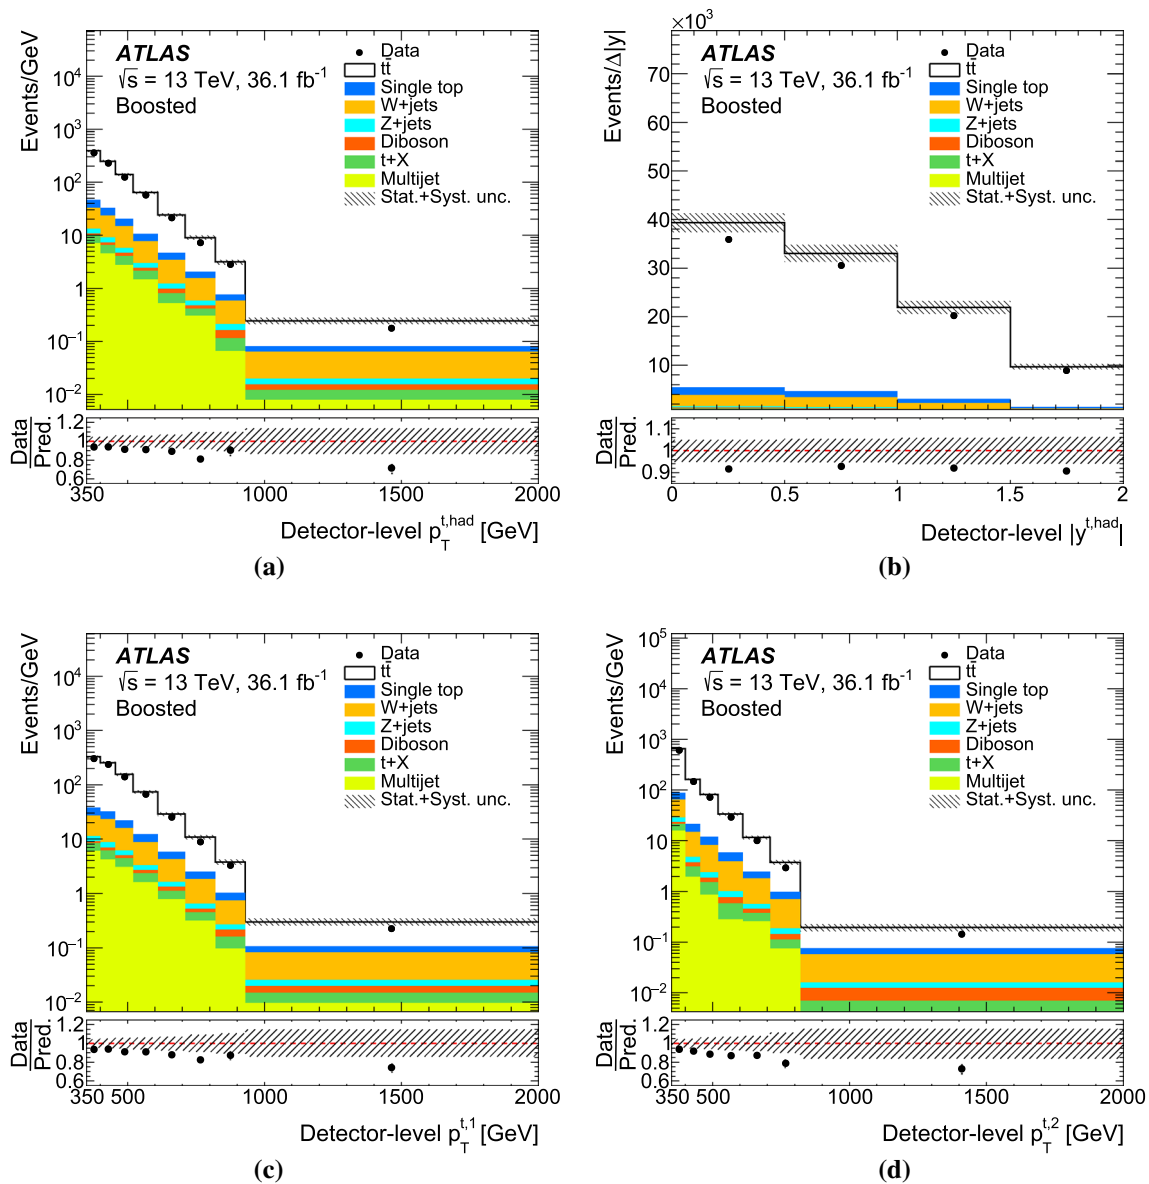 Events/GeV
10⁴
10³
10²
10
1
10⁻¹
10⁻²
ATLAS
√s = 13 TeV, 36.1 fb⁻¹
Boosted
Data
tt̄
Single top
W+jets
Z+jets
Diboson
t+X
Multijet
Stat.+Syst. unc.
Data
Pred.
1.2
1
0.8
0.6
350 500 1000 1500 2000
Detector-level p_T^{t,had} [GeV]
(a)
×10³
Events/Δ|y|
70
60
50
40
30
20
10
ATLAS
√s = 13 TeV, 36.1 fb⁻¹
Boosted
Data
tt̄
Single top
W+jets
Z+jets
Diboson
t+X
Multijet
Stat.+Syst. unc.
Data
Pred.
1.1
1
0.9
0 0.5 1 1.5 2
Detector-level |y^{t,had}|
(b)
Events/GeV
10⁴
10³
10²
10
1
10⁻¹
10⁻²
ATLAS
√s = 13 TeV, 36.1 fb⁻¹
Boosted
Data
tt̄
Single top
W+jets
Z+jets
Diboson
t+X
Multijet
Stat.+Syst. unc.
Data
Pred.
1.2
1
0.8
0.6
350 500 1000 1500 2000
Detector-level p_T^{t,1} [GeV]
(c)
Events/GeV
10⁵
10⁴
10³
10²
10
1
10⁻¹
10⁻²
ATLAS
√s = 13 TeV, 36.1 fb⁻¹
Boosted
Data
tt̄
Single top
W+jets
Z+jets
Diboson
t+X
Multijet
Stat.+Syst. unc.
Data
Pred.
1.2
1
0.8
0.6
350 500 1000 1500 2000
Detector-level p_T^{t,2} [GeV]
(d)